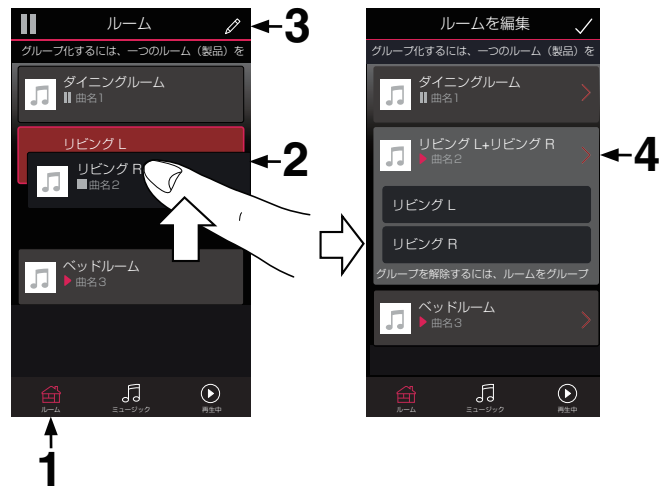 ルーム
3
グループ化するには、一つのルーム（製品）を
ダイニングルーム
曲名1
リビング L
2
リビング R
曲名2
ベッドルーム
曲名3
ルーム
ミュージック
再生中
1
ルームを編集
グループ化するには、一つのルーム（製品）を
ダイニングルーム
曲名1
リビング L+リビング R
4
曲名2
リビング L
リビング R
グループを解除するには、ルームをグループ
ベッドルーム
曲名3
ルーム
ミュージック
再生中